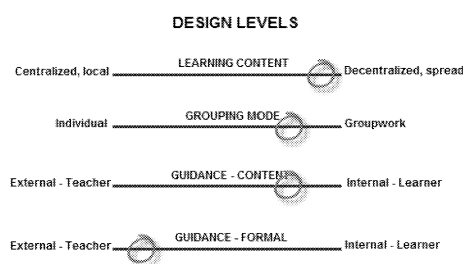 DESIGN LEVELS
LEARNING CONTENT
Centralized, local Decentralized, spread
GROUPING MODE
Individual Groupwork
GUIDANCE - CONTENT
External - Teacher Internal - Learner
GUIDANCE - FORMAL
External - Teacher Internal - Learner